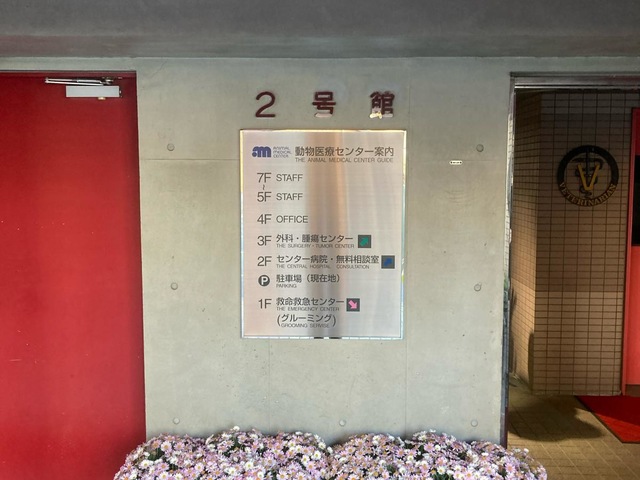 2号館
am ANIMAL MEDICAL CENTER 動物医療センター案内
THE ANIMAL MEDICAL CENTER GUIDE
7F STAFF
~
5F STAFF
4F OFFICE
3F 外科・腫瘍センター
THE SURGERY・TUMOR CENTER
2F センター病院・無料相談室
THE CENTRAL HOSPITAL CONSULTATION
P 駐車場（現在地）
PARKING
1F 救命救急センター
THE EMERGENCY CENTER
(グルーミング)
GROOMING SERVISE
V
VETERINARIAN